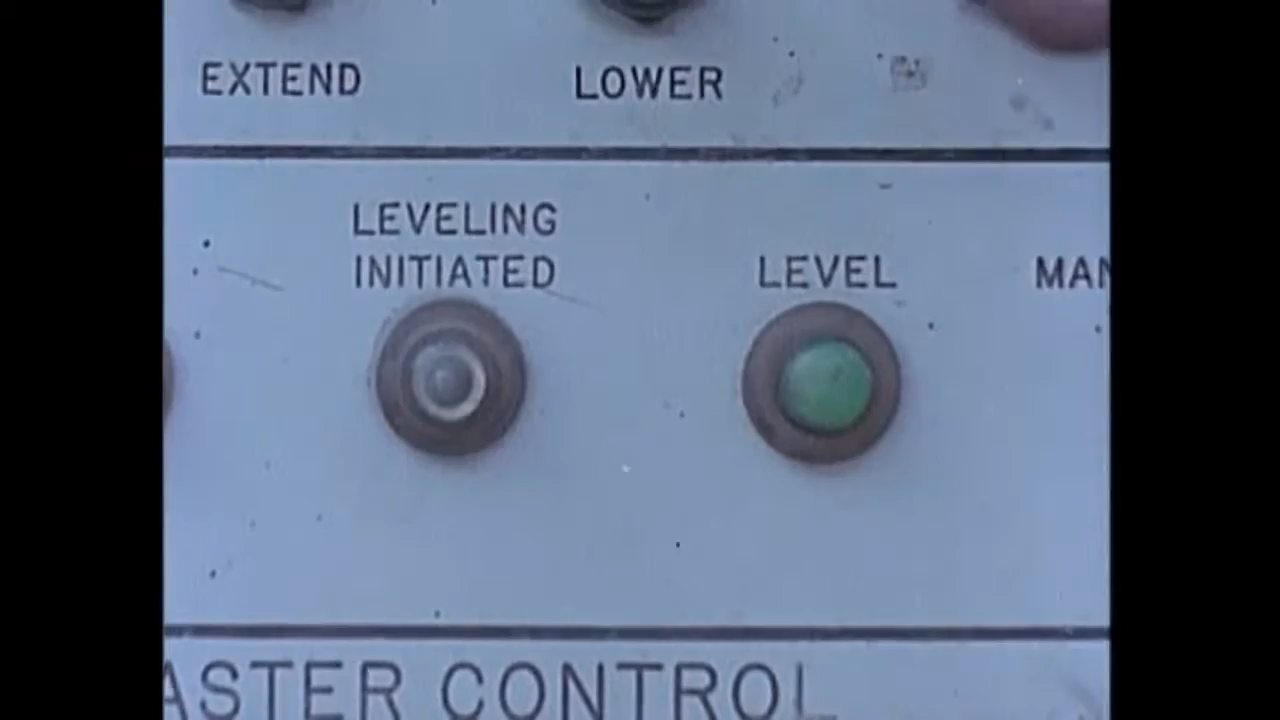 EXTEND LOWER
LEVELING
INITIATED LEVEL MAN
ASTER CONTROL